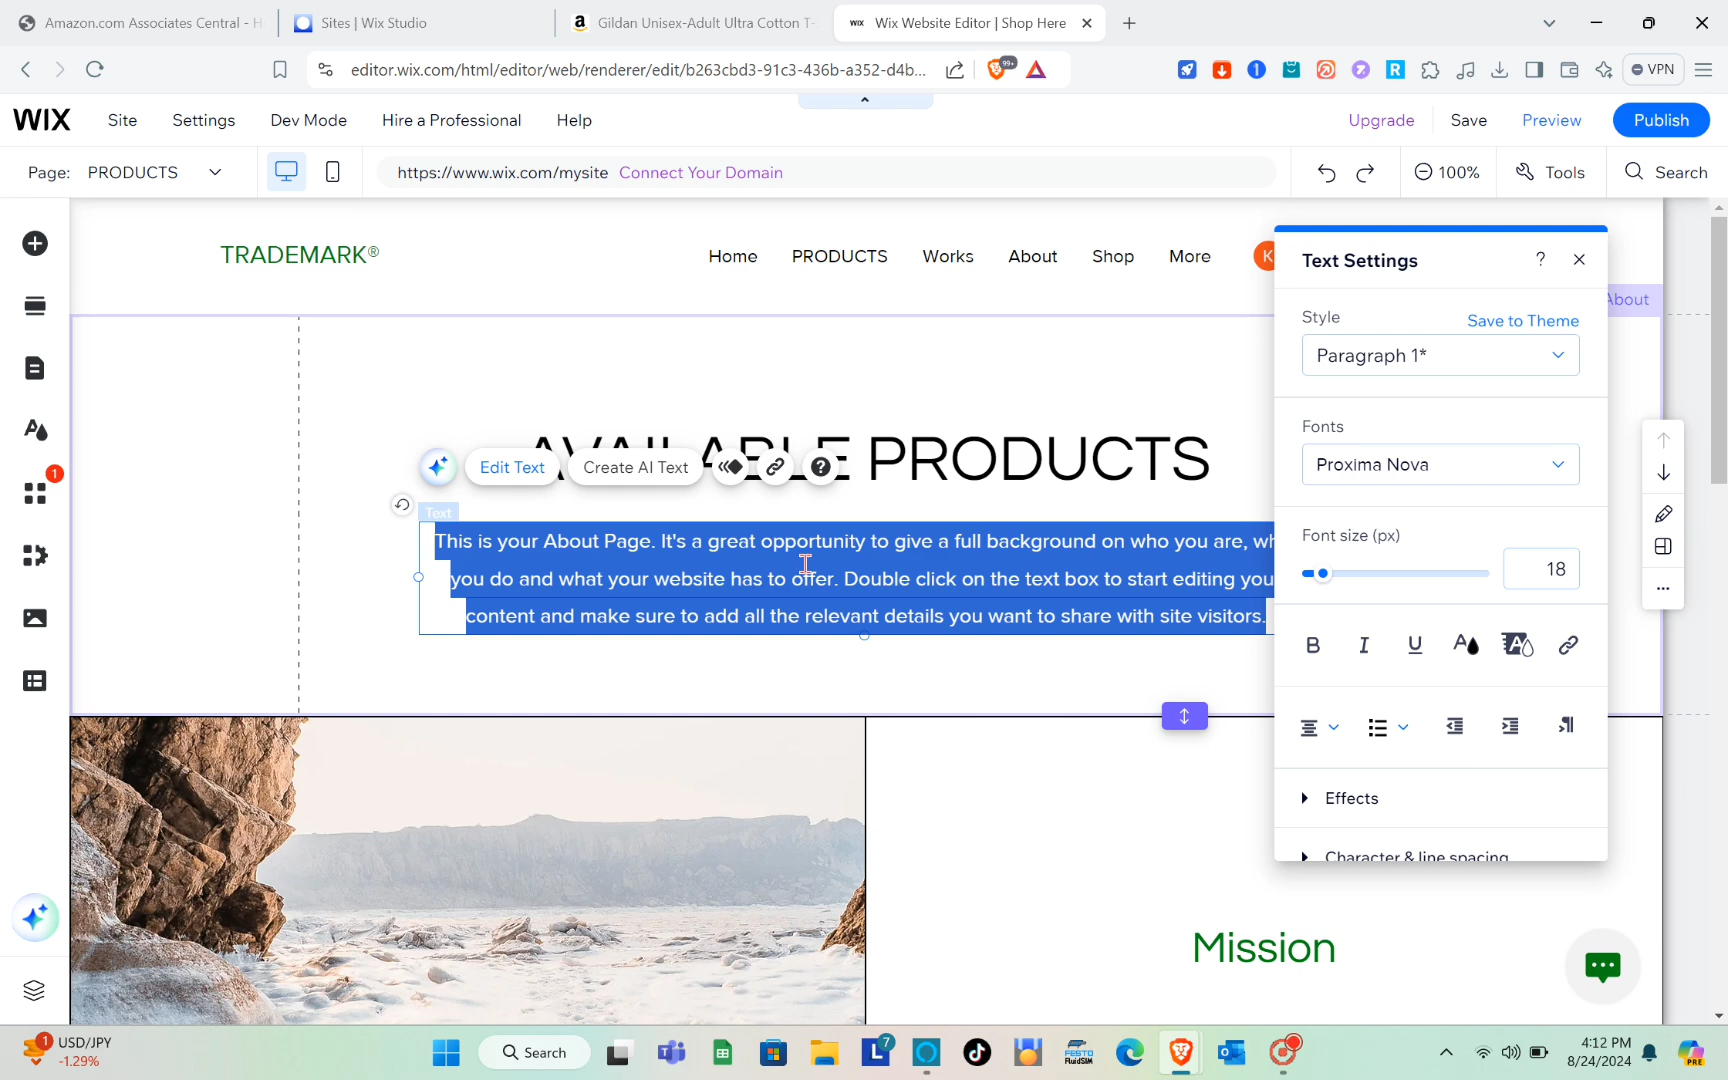 Amazon.com Associates Central - H
Sites | Wix Studio
Gildan Unisex-Adult Ultra Cotton T-
WIX Wix Website Editor | Shop Here
editor.wix.com/html/editor/web/renderer/edit/b263cbd3-91c3-436b-a352-d4b...
99+
VPN
WIX
Site
Settings
Dev Mode
Hire a Professional
Help
Upgrade
Save
Preview
Publish
Page: PRODUCTS
https://www.wix.com/mysite Connect Your Domain
100%
Tools
Search
TRADEMARK®
Home
PRODUCTS
Works
About
Shop
More
K
About
Text Settings
?
Style
Save to Theme
Paragraph 1*
Fonts
Proxima Nova
Font size (px)
18
B
I
U
Effects
Character & line spacing
AVAILABLE PRODUCTS
Edit Text
Create AI Text
Text
This is your About Page. It's a great opportunity to give a full background on who you are, wh
you do and what your website has to offer. Double click on the text box to start editing you
content and make sure to add all the relevant details you want to share with site visitors.
1
Mission
USD/JPY
-1.29%
Search
7
4:12 PM
8/24/2024